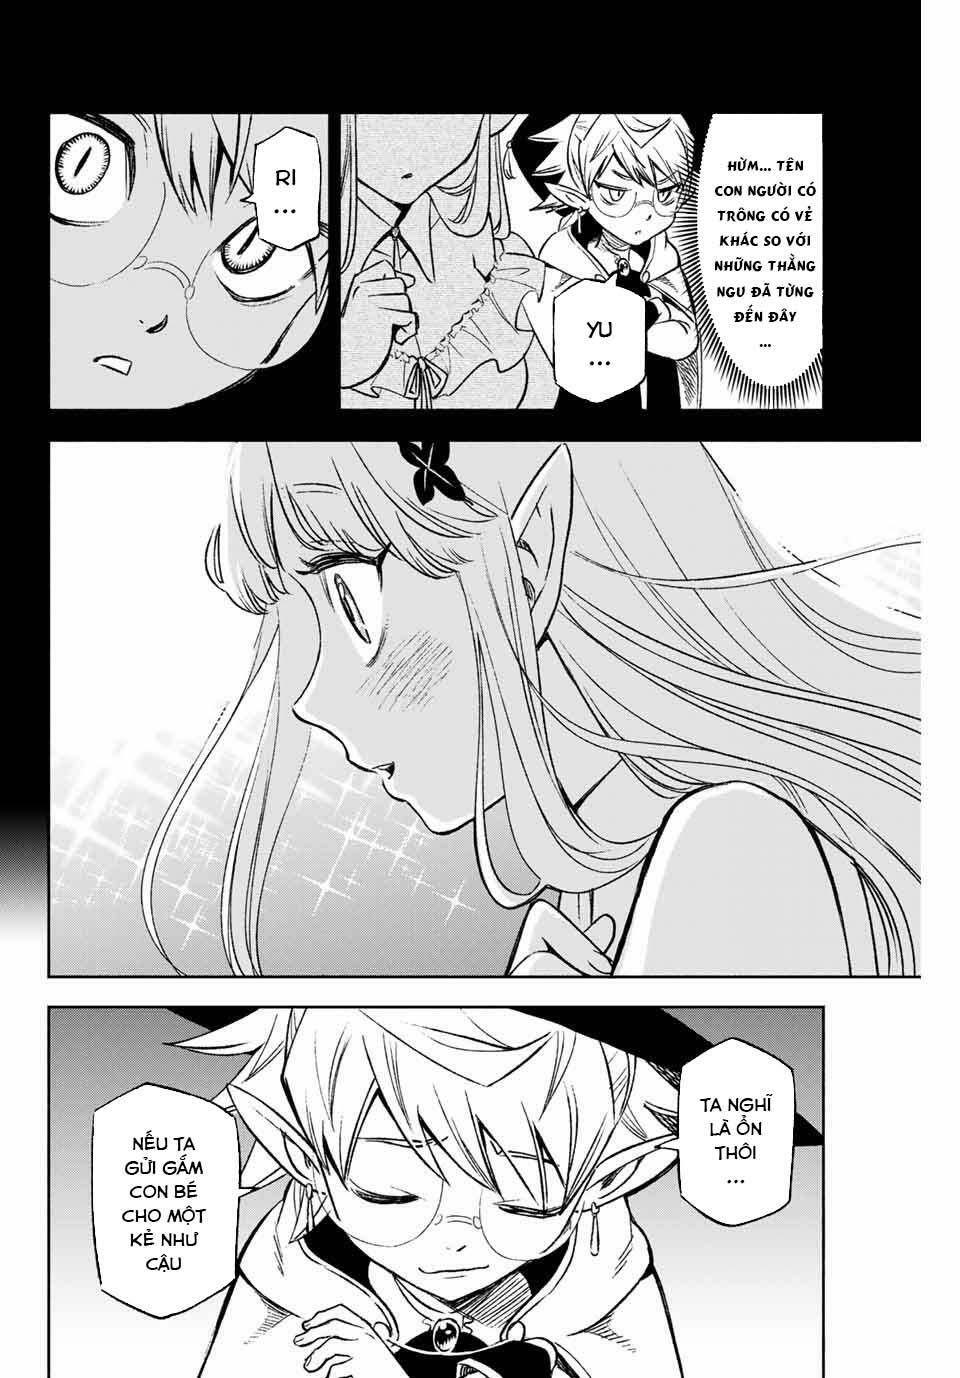 HỪM... TÊN
CON NGƯỜI CÓ
TRÔNG CÓ VẺ
KHÁC SO VỚI
NHỮNG THẰNG
NGU ĐÃ TỪNG
ĐẾN ĐÂY
...
YU
...
RI
...
TA NGHĨ
LÀ ỔN
THÔI
...
NẾU TA
GỬI GẮM
CON BÉ
CHO MỘT
KẺ NHƯ
CẬU